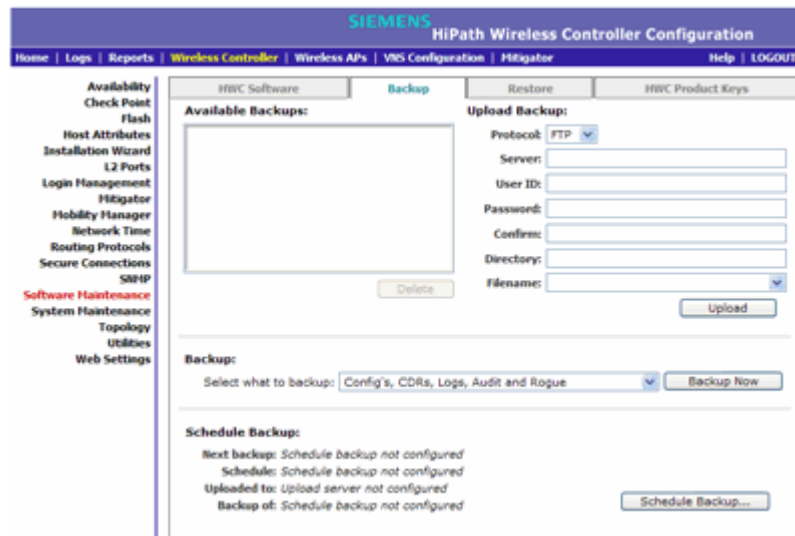 SIEMENS
HiPath Wireless Controller Configuration
Home | Logs | Reports | Wireless Controller | Wireless APs | VNS Configuration | Mitigator Help | LOGOUT
Availability
Check Point
Flash
Host Attributes
Installation Wizard
L2 Ports
Login Management
Mitigator
Mobility Manager
Network Time
Routing Protocols
Secure Connections
SNMP
Software Maintenance
System Maintenance
Topology
Utilities
Web Settings
HWC Software Backup Restore HWC Product Keys
Available Backups:
Delete
Upload Backup:
Protocol: FTP
Server:
User ID:
Password:
Confirm:
Directory:
Filename:
Upload
Backup:
Select what to backup: Config's, CDRs, Logs, Audit and Rogue Backup Now
Schedule Backup:
Next backup: Schedule backup not configured
Schedule: Schedule backup not configured
Uploaded to: Upload server not configured
Backup of: Schedule backup not configured
Schedule Backup...